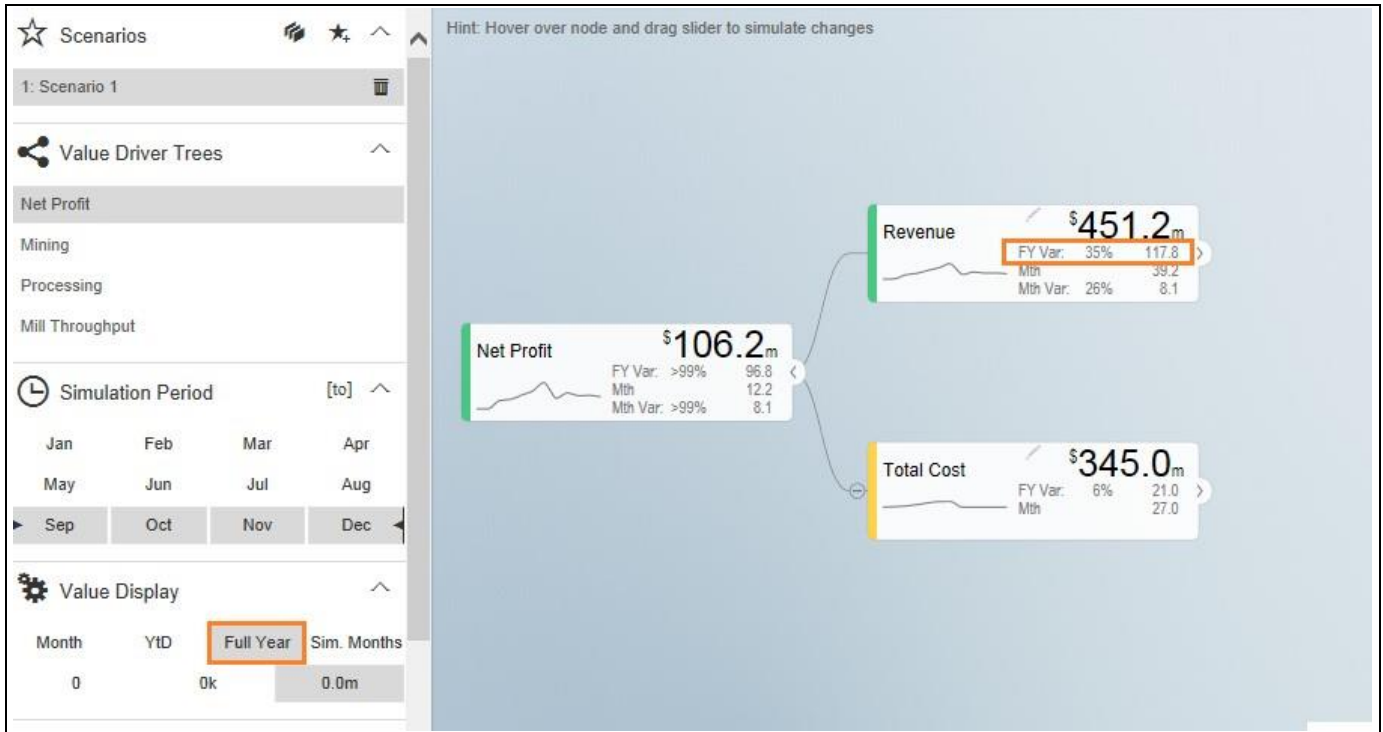 Scenarios
1: Scenario 1
Value Driver Trees
Net Profit
Mining
Processing
Mill Throughput
Simulation Period [to]
Jan Feb Mar Apr
May Jun Jul Aug
Sep Oct Nov Dec
Value Display
Month YtD Full Year Sim. Months
0 0k 0.0m
Hint: Hover over node and drag slider to simulate changes
Net Profit $106.2m
FY Var: >99% 96.8
Mth 12.2
Mth Var: >99% 8.1
Revenue $451.2m
FY Var: 35% 117.8
Mth 39.2
Mth Var: 26% 8.1
Total Cost $345.0m
FY Var: 6% 21.0
Mth 27.0